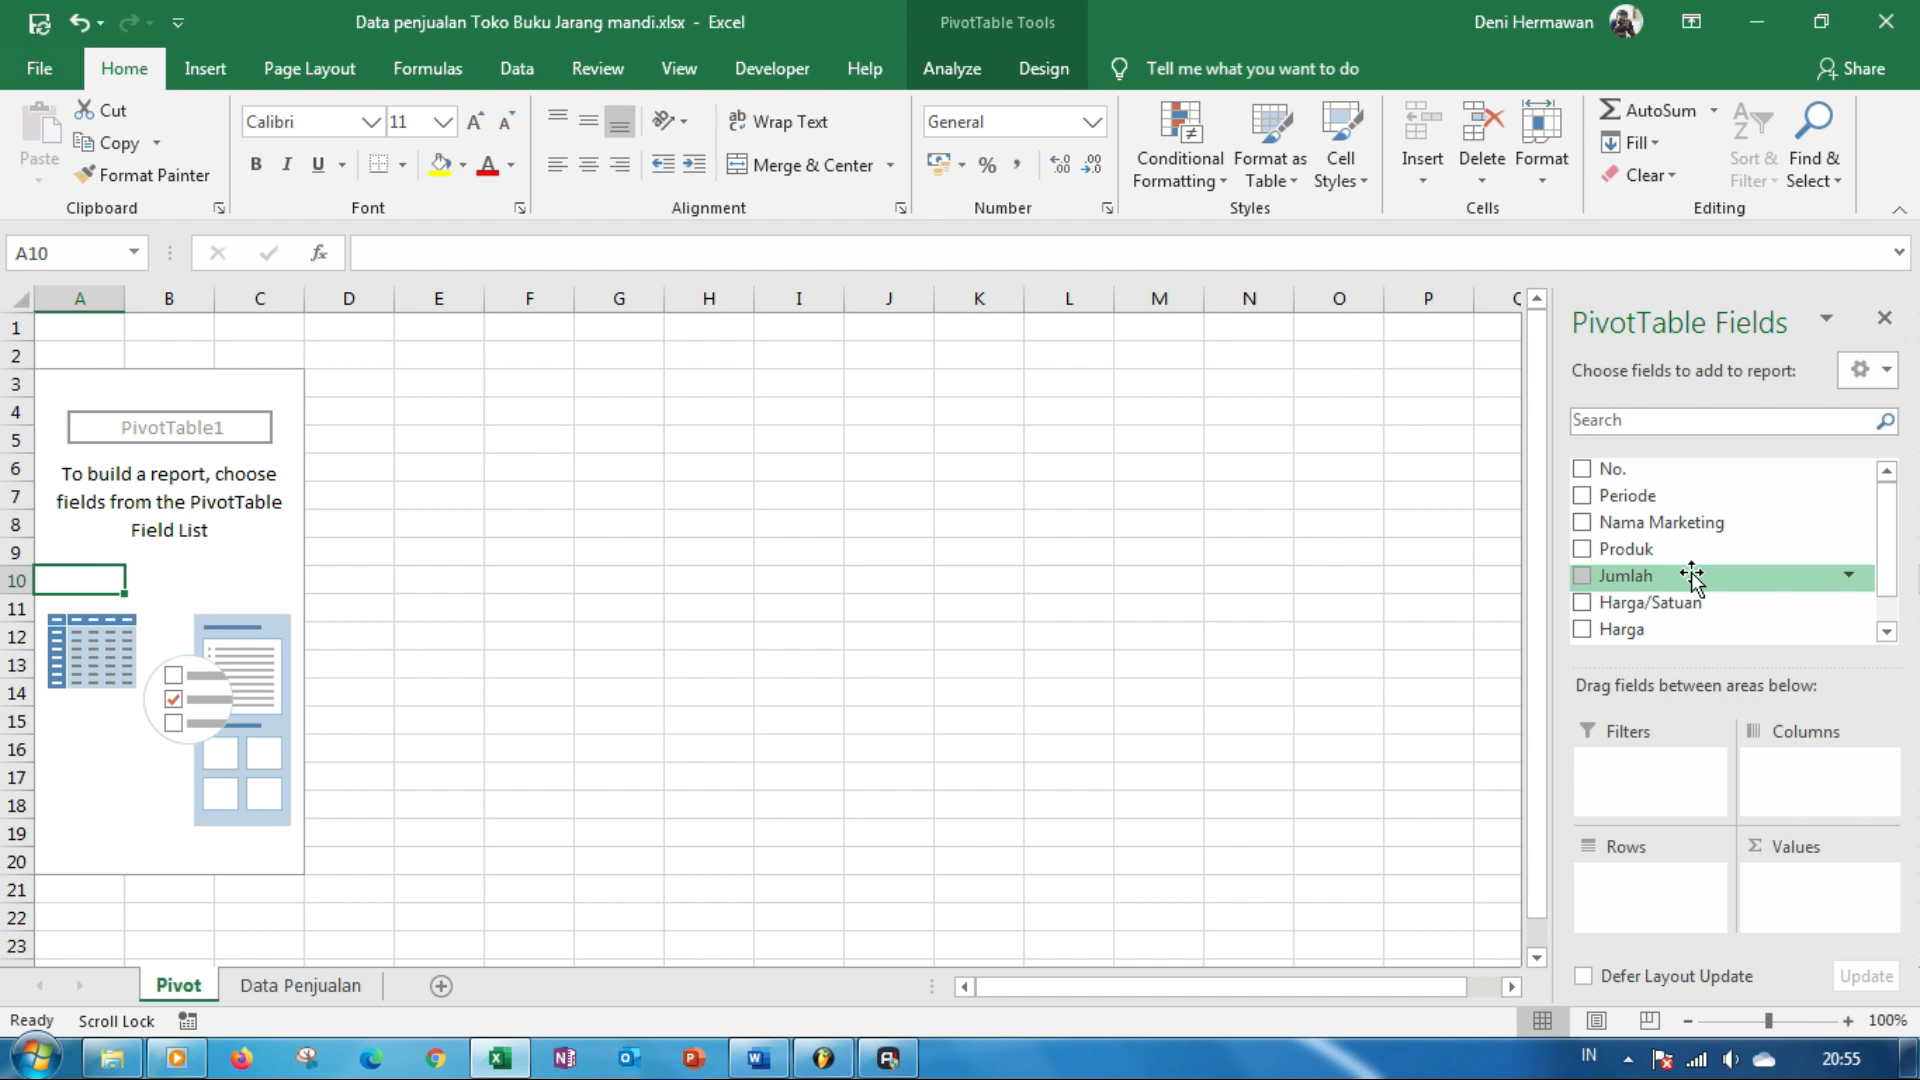 Data penjualan Toko Buku Jarang mandi.xlsx - Excel
PivotTable Tools
Deni Hermawan
File
Home
Insert
Page Layout
Formulas
Data
Review
View
Developer
Help
Analyze
Design
Tell me what you want to do
Share
Paste
Cut
Copy
Format Painter
Clipboard
Calibri
11
B I U
Font
Wrap Text
Merge & Center
Alignment
General
%
Number
Conditional
Formatting
Format as
Table
Cell
Styles
Styles
Insert
Delete
Format
Cells
AutoSum
Fill
Clear
Sort &
Filter
Find &
Select
Editing
A10
fx
A B C D E F G H I J K L M N O P
1
2
3
4
5
6
7
8
9
10
11
12
13
14
15
16
17
18
19
20
21
22
23
PivotTable1
To build a report, choose
fields from the PivotTable
Field List
PivotTable Fields
Choose fields to add to report:
Search
No.
Periode
Nama Marketing
Produk
Jumlah
Harga/Satuan
Harga
Drag fields between areas below:
Filters
Columns
Rows
Σ Values
Defer Layout Update
Update
Pivot
Data Penjualan
Ready
Scroll Lock
100%
IN
20:55